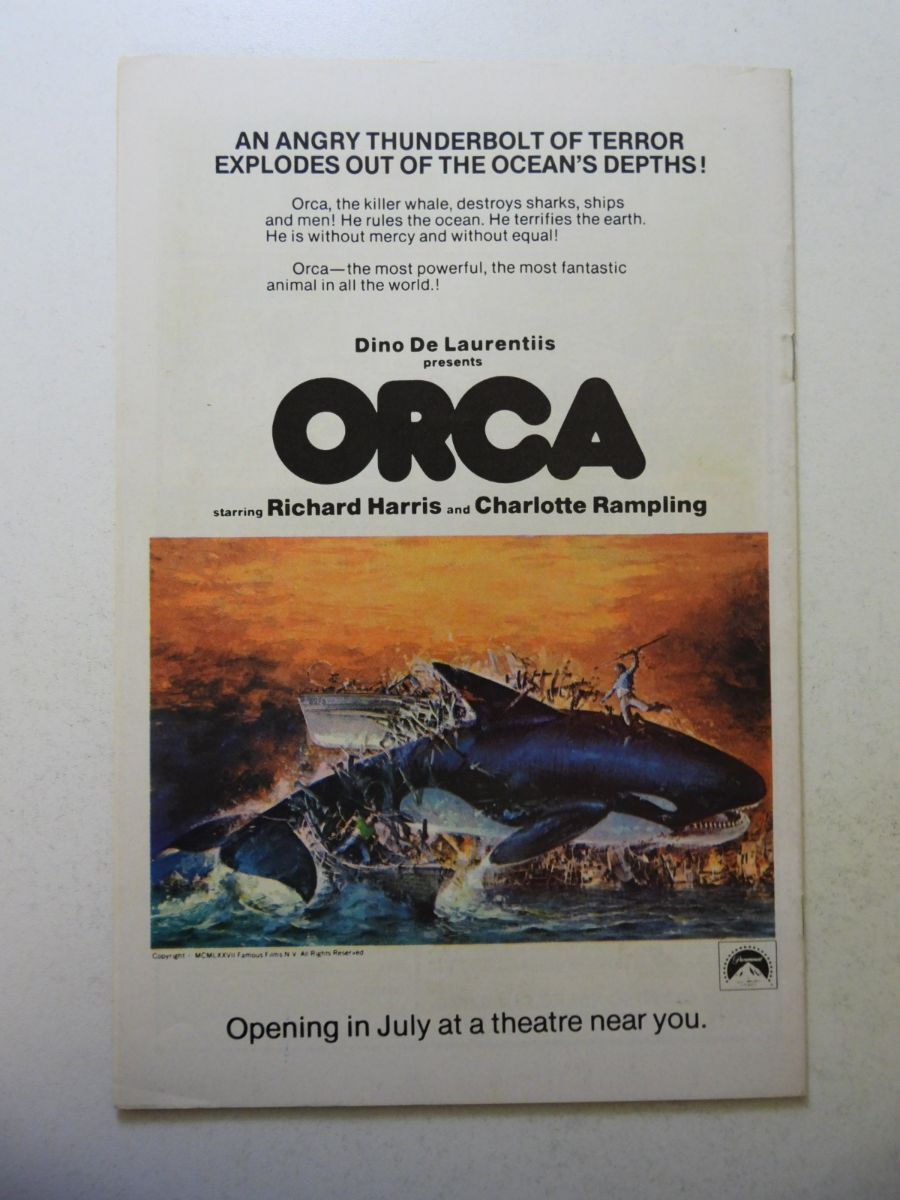 AN ANGRY THUNDERBOLT OF TERROR
EXPLODES OUT OF THE OCEAN'S DEPTHS!
Orca, the killer whale, destroys sharks, ships
and men! He rules the ocean. He terrifies the earth.
He is without mercy and without equal!
Orca—the most powerful, the most fantastic
animal in all the world.!
Dino De Laurentiis
presents
ORCA
starring Richard Harris and Charlotte Rampling
Copyright - MCMLXXVII Famous Films N.V. All Rights Reserved
Paramount
Opening in July at a theatre near you.